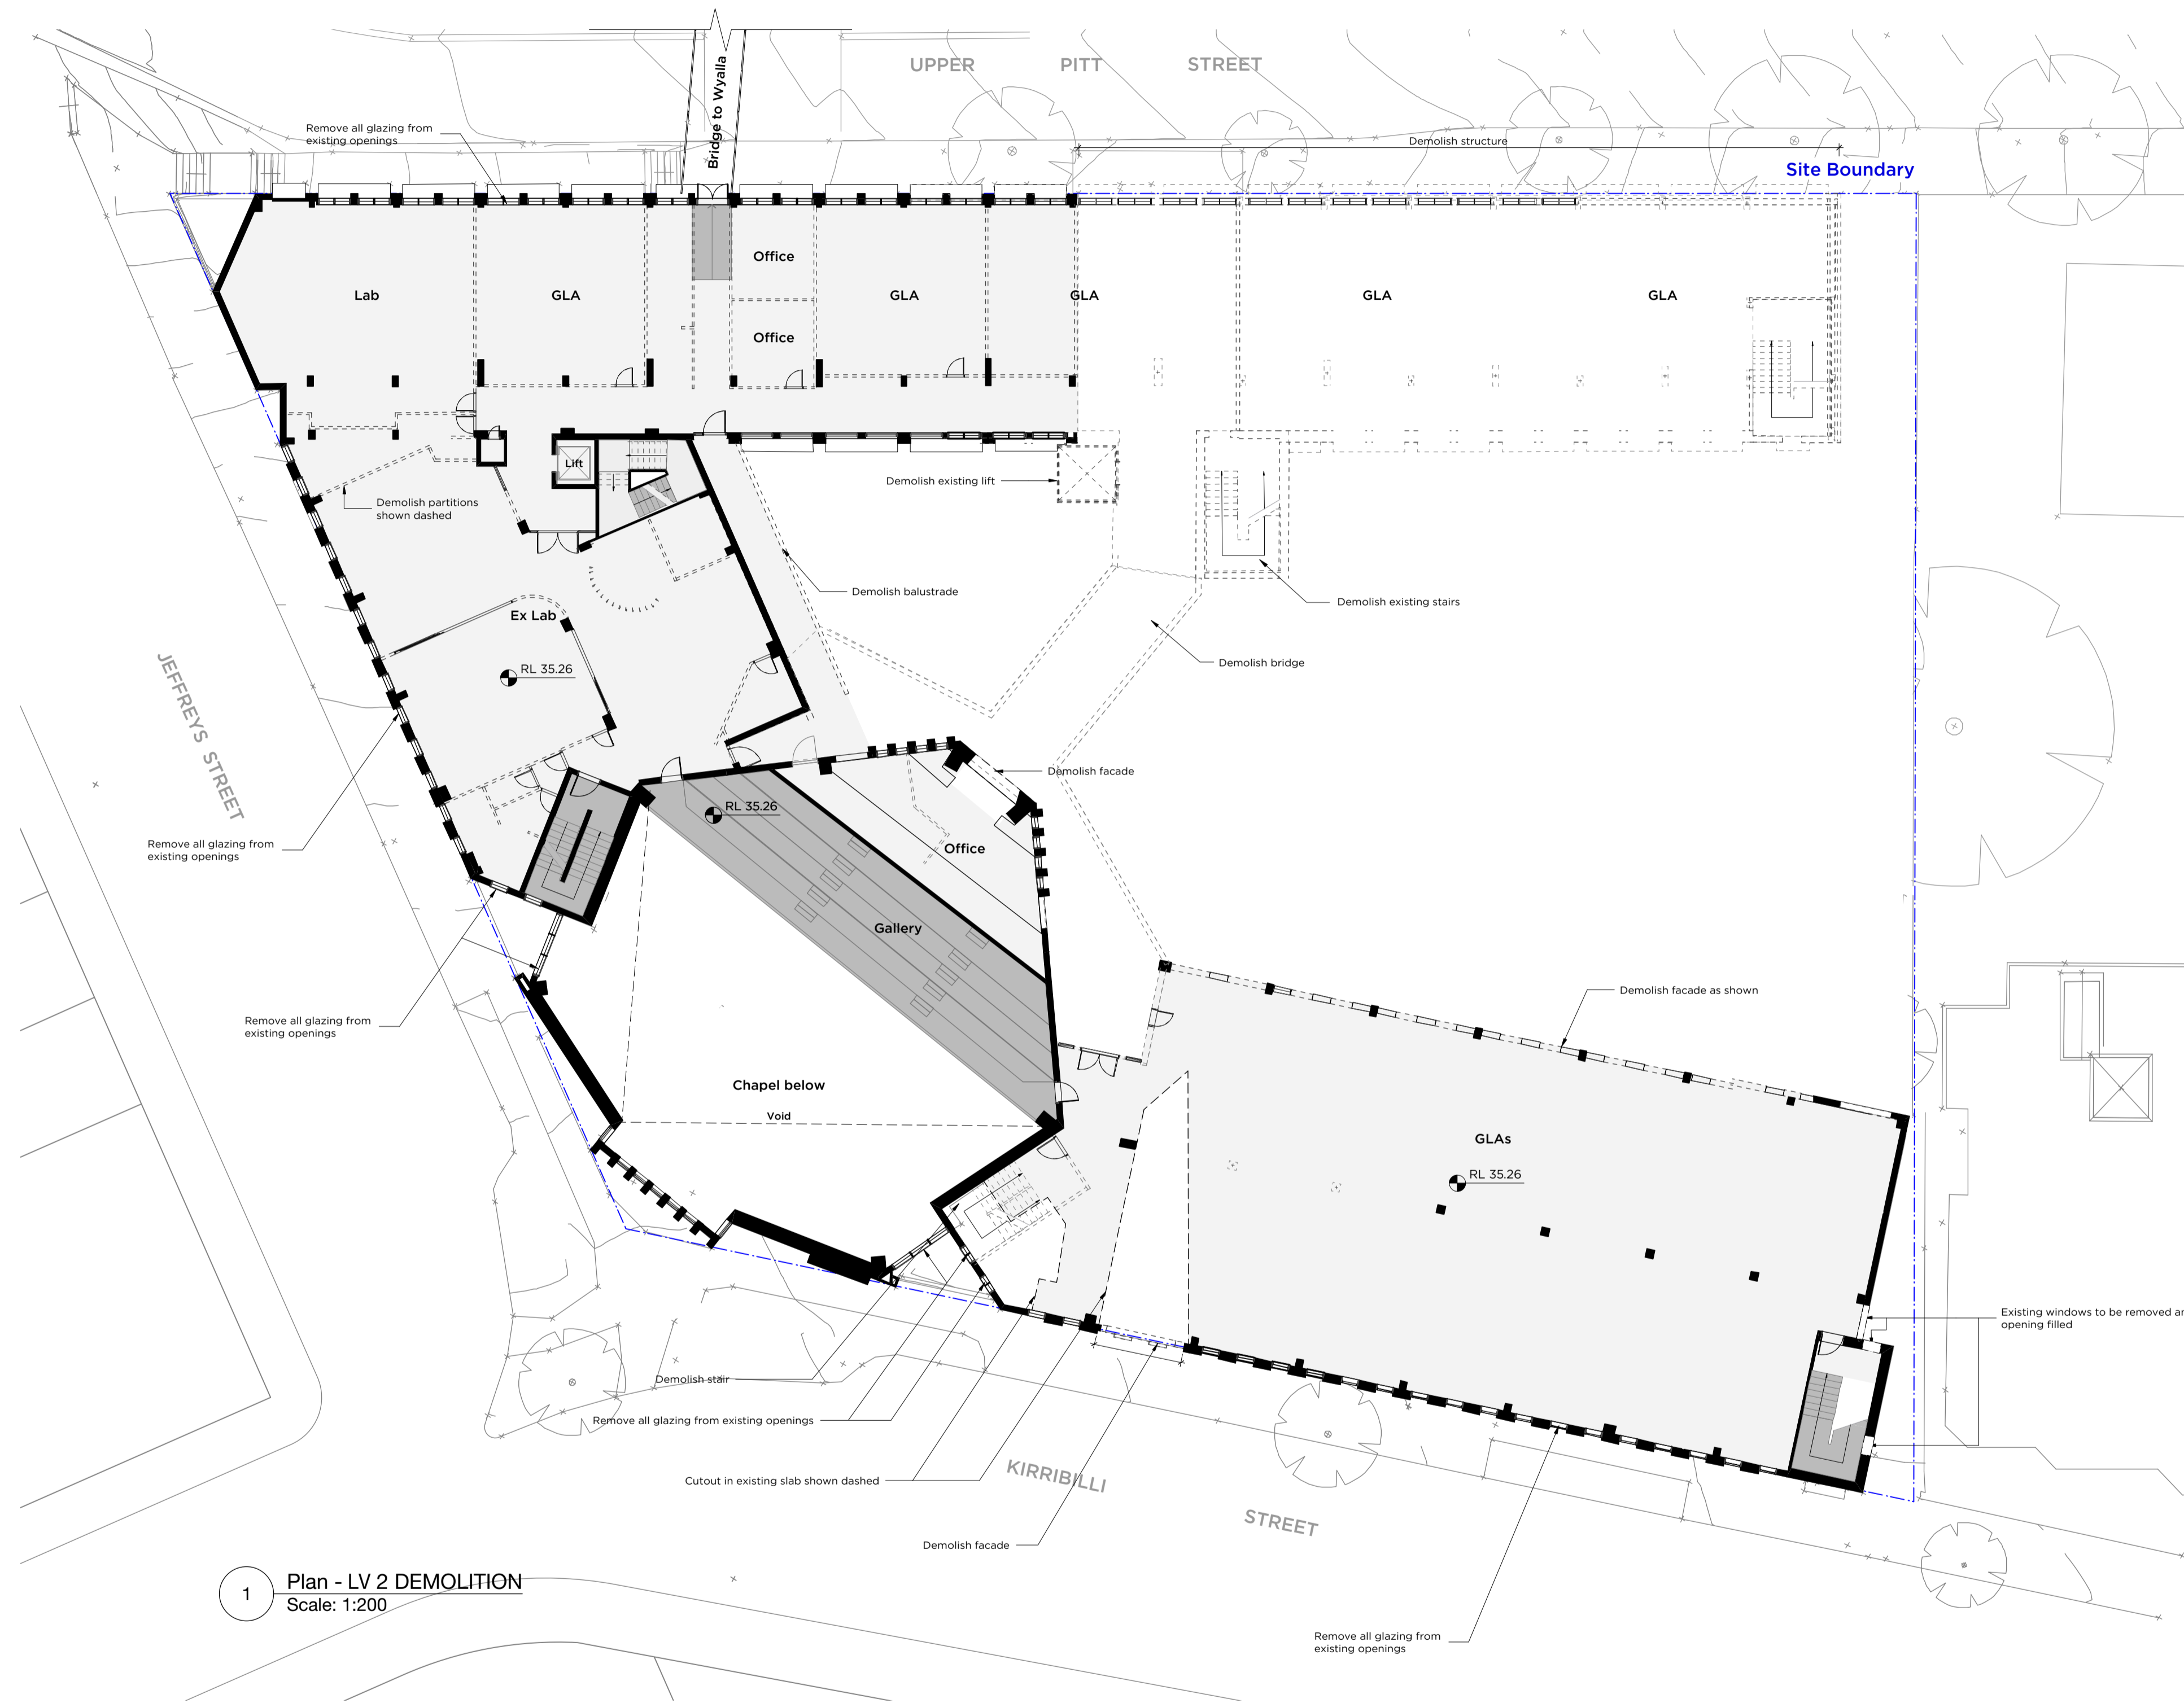 UPPER PITT STREET
Bridge to Wyalla
Remove all glazing from
existing openings
Demolish structure
Site Boundary
Office
Lab
GLA
GLA
GLA
GLA
GLA
Office
Lift
Demolish existing lift
Demolish partitions
shown dashed
Demolish balustrade
Demolish existing stairs
Ex Lab
Demolish bridge
RL 35.26
JEFFREYS STREET
Demolish facade
RL 35.26
Remove all glazing from
existing openings
Office
Gallery
Demolish facade as shown
Remove all glazing from
existing openings
Chapel below
Void
GLAs
RL 35.26
Existing windows to be removed an
opening filled
Demolish stair
Remove all glazing from existing openings
Cutout in existing slab shown dashed
KIRRIBILLI STREET
Demolish facade
1
Plan - LV 2 DEMOLITION
Scale: 1:200
Remove all glazing from
existing openings